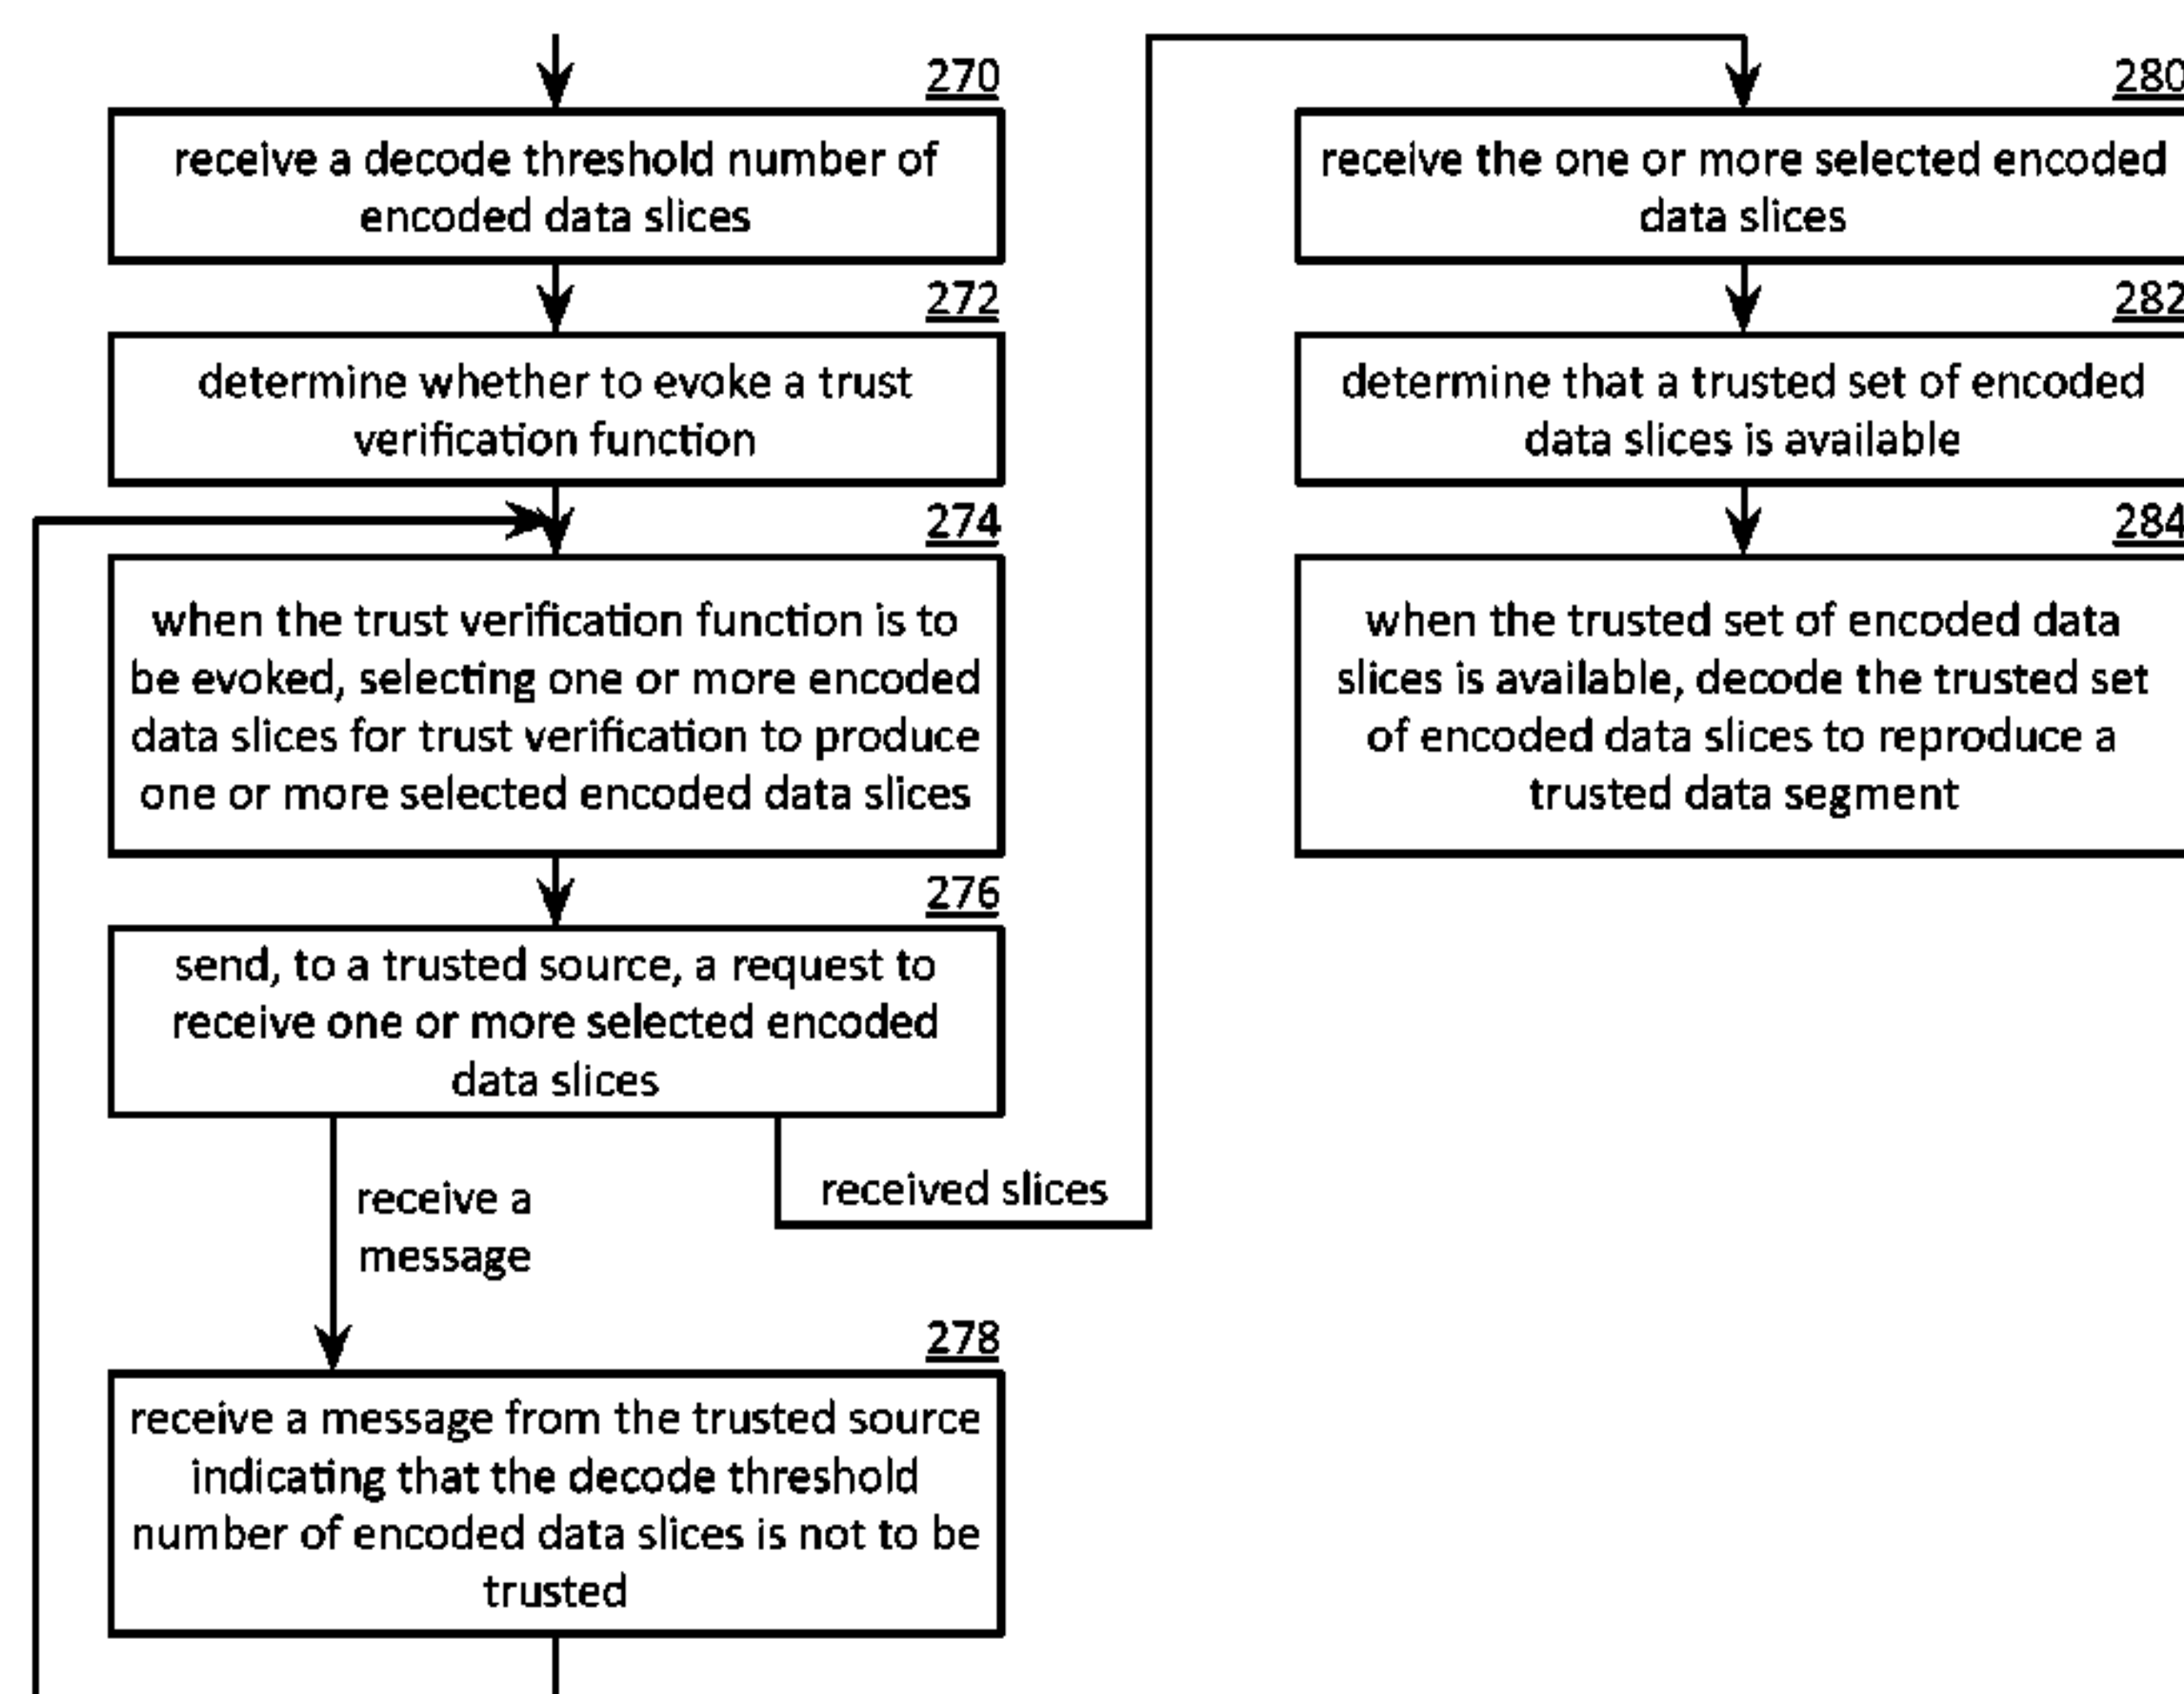 270
receive a decode threshold number of
encoded data slices
272
determine whether to evoke a trust
verification function
274
when the trust verification function is to
be evoked, selecting one or more encoded
data slices for trust verification to produce
one or more selected encoded data slices
276
send, to a trusted source, a request to
receive one or more selected encoded
data slices
receive a
message
received slices
278
receive a message from the trusted source
indicating that the decode threshold
number of encoded data slices is not to be
trusted
280
receive the one or more selected encoded
data slices
282
determine that a trusted set of encoded
data slices is available
284
when the trusted set of encoded data
slices is available, decode the trusted set
of encoded data slices to reproduce a
trusted data segment